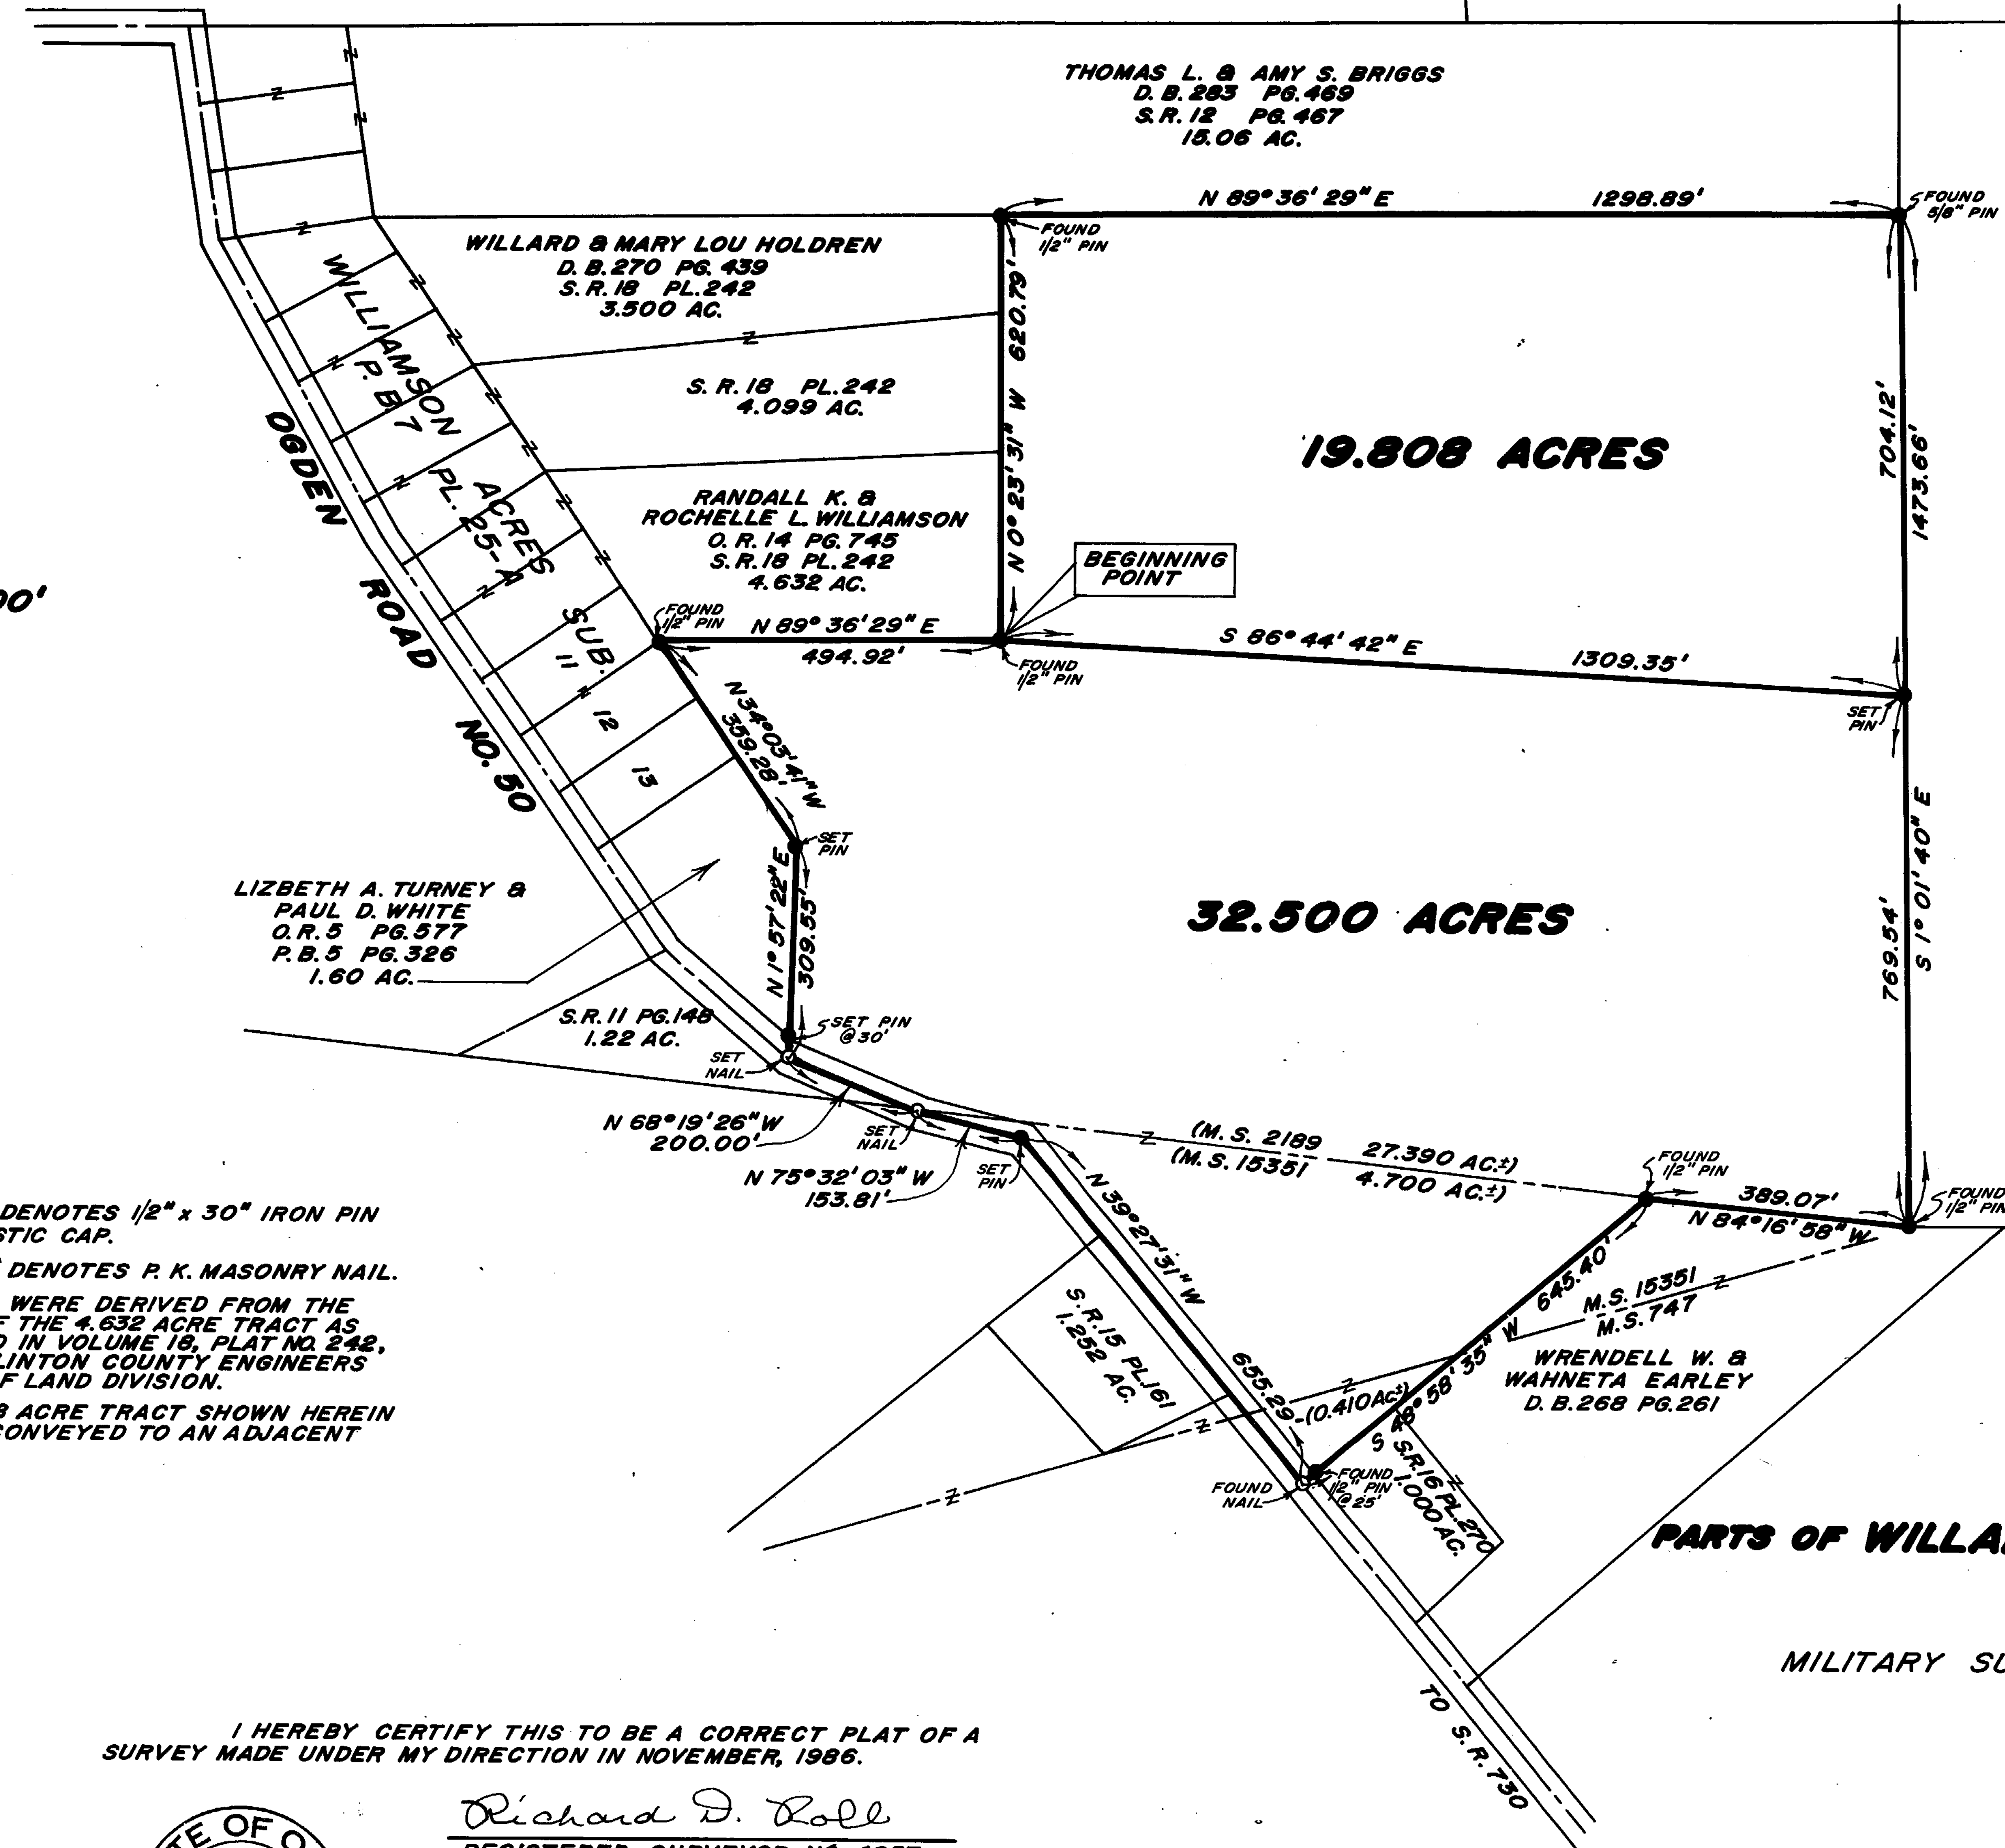 THOMAS L. & AMY S. BRIGGS
D. B. 283 PG. 469
S. R. 12 PG. 467
15.06 AC.
N 89° 36' 29" E 1298.89'
FOUND
5/8" PIN
FOUND
1/2" PIN
WILLARD & MARY LOU HOLDREN
D. B. 270 PG. 439
S. R. 18 PL. 242
3.500 AC.
N 0° 23' 31" W 620.79'
S. R. 18 PL. 242
4.099 AC.
19.808 ACRES
704.12'
1473.66'
WILLIAMSON ACRES SUB.
P. B. 7 PL. 25-A
11
12
13
OGDEN ROAD NO. 50
RANDALL K. &
ROCHELLE L. WILLIAMSON
O. R. 14 PG. 745
S. R. 18 PL. 242
4.632 AC.
BEGINNING
POINT
00'
FOUND
1/2" PIN
N 89° 36' 29" E
494.92'
FOUND
1/2" PIN
S 86° 44' 42" E 1309.35'
SET
PIN
N 34° 03' 41" W
359.28'
SET
PIN
N 1° 57' 22" E
309.55'
32.500 ACRES
769.54'
S 1° 01' 40" E
LIZBETH A. TURNEY &
PAUL D. WHITE
O. R. 5 PG. 577
P. B. 5 PG. 326
1.60 AC.
S. R. 11 PG. 148
1.22 AC.
SET PIN
@ 30'
SET
NAIL
N 68° 19' 26" W
200.00'
SET
NAIL
N 75° 32' 03" W
153.81'
SET
PIN
(M. S. 2189 27.390 AC.±)
(M. S. 15351 4.700 AC.±)
FOUND
1/2" PIN
389.07'
N 84° 16' 58" W
FOUND
1/2" PIN
N 39° 27' 31" W 655.29
645.40'
S 48° 58' 35" W
M. S. 15351
M. S. 747
WRENDELL W. &
WAHNETA EARLEY
D. B. 268 PG. 261
DENOTES 1/2" x 30" IRON PIN
STIC CAP.
DENOTES P. K. MASONRY NAIL.
WERE DERIVED FROM THE
F THE 4.632 ACRE TRACT AS
D IN VOLUME 18, PLAT NO. 242,
LINTON COUNTY ENGINEERS
F LAND DIVISION.
8 ACRE TRACT SHOWN HEREIN
CONVEYED TO AN ADJACENT
S. R. 15 PL. 161
1.252 AC.
(0.410 AC±)
FOUND
NAIL
FOUND
1/2" PIN
@ 25'
S. R. 16 PL. 270
1.000 AC.
PARTS OF WILLA
MILITARY SU
TO S. R. 730
I HEREBY CERTIFY THIS TO BE A CORRECT PLAT OF A
SURVEY MADE UNDER MY DIRECTION IN NOVEMBER, 1986.
Richard D. Roll
TE OF O
REGISTERED SURVEYOR NO.